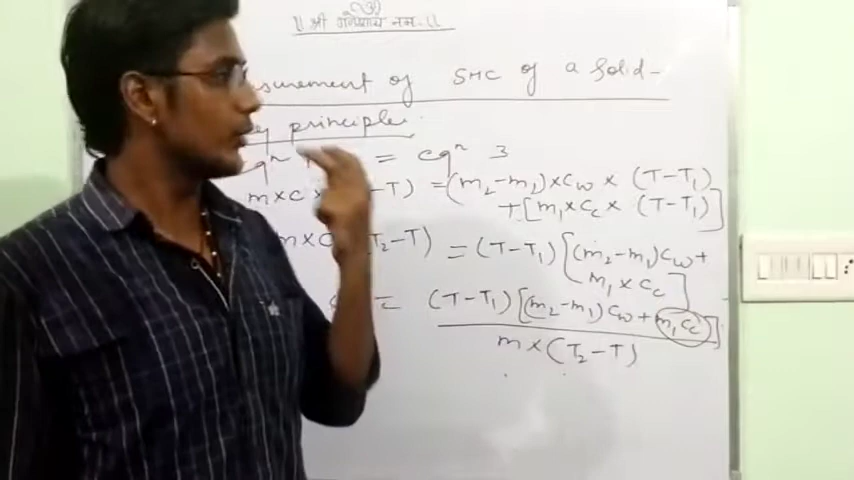 ॥ श्री गणेशाय नमः ॥
surement of SHC of a Solid-
principle.
= eqⁿ 3
m×c × -T) = (m₂-m₁)×C_w × (T-T₁)
+[m₁×C_c× (T-T₁)]
m×C T₂-T) = (T-T₁)[(m₂-m₁)C_w+
m₁×C_c]
= (T-T₁)[(m₂-m₁)C_w+m₁C_c]
m×(T₂-T)